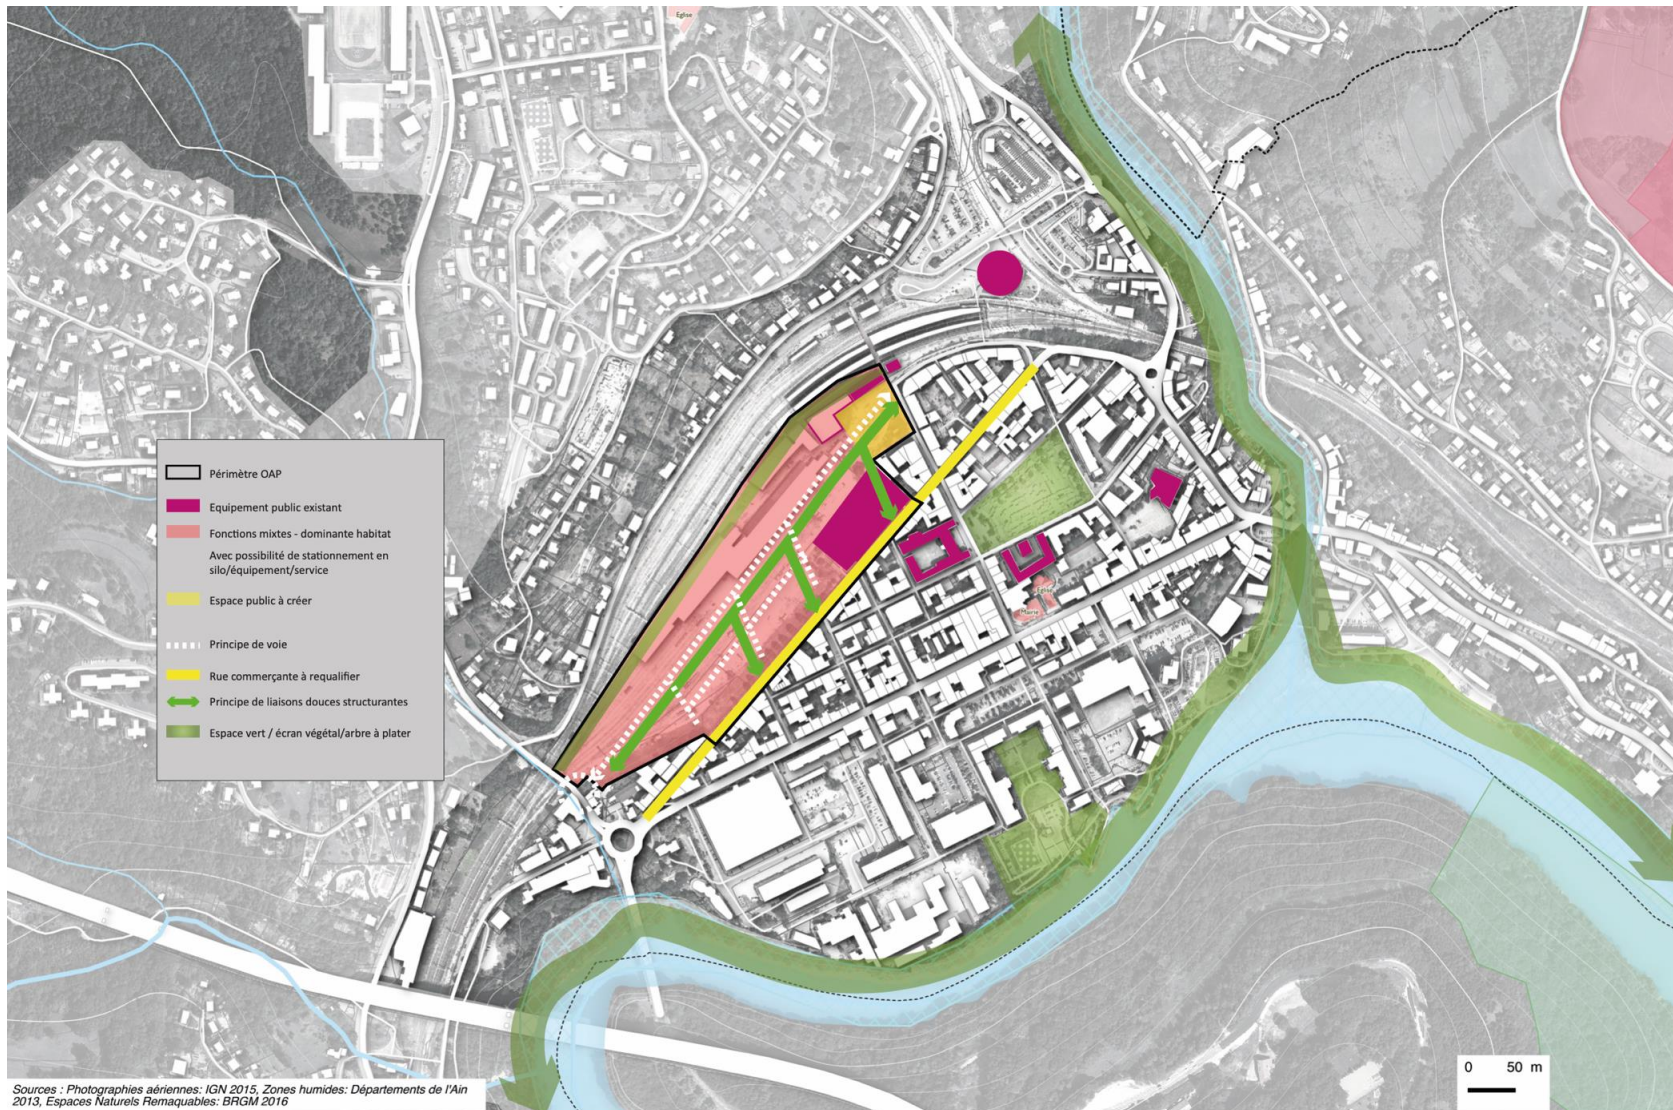 Eglise
Périmètre OAP
Equipement public existant
Fonctions mixtes - dominante habitat
Avec possibilité de stationnement en
silo/équipement/service
Espace public à créer
Principe de voie
Rue commerçante à requalifier
Principe de liaisons douces structurantes
Espace vert / écran végétal/arbre à plater
Eglise
Mairie
0 50 m
Sources : Photographies aériennes: IGN 2015, Zones humides: Départements de l'Ain
2013, Espaces Naturels Remaquables: BRGM 2016